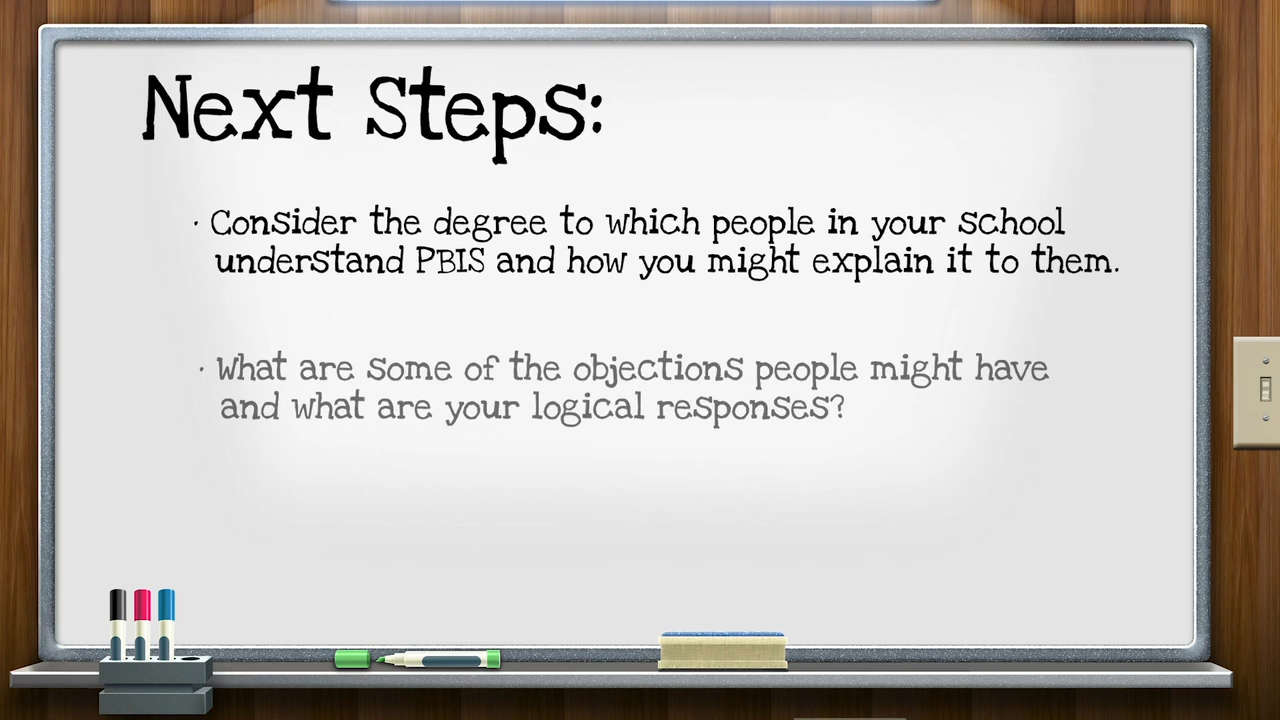 Next Steps:
· Consider the degree to which people in your school
understand PBIS and how you might explain it to them.
· What are some of the objections people might have
and what are your logical responses?